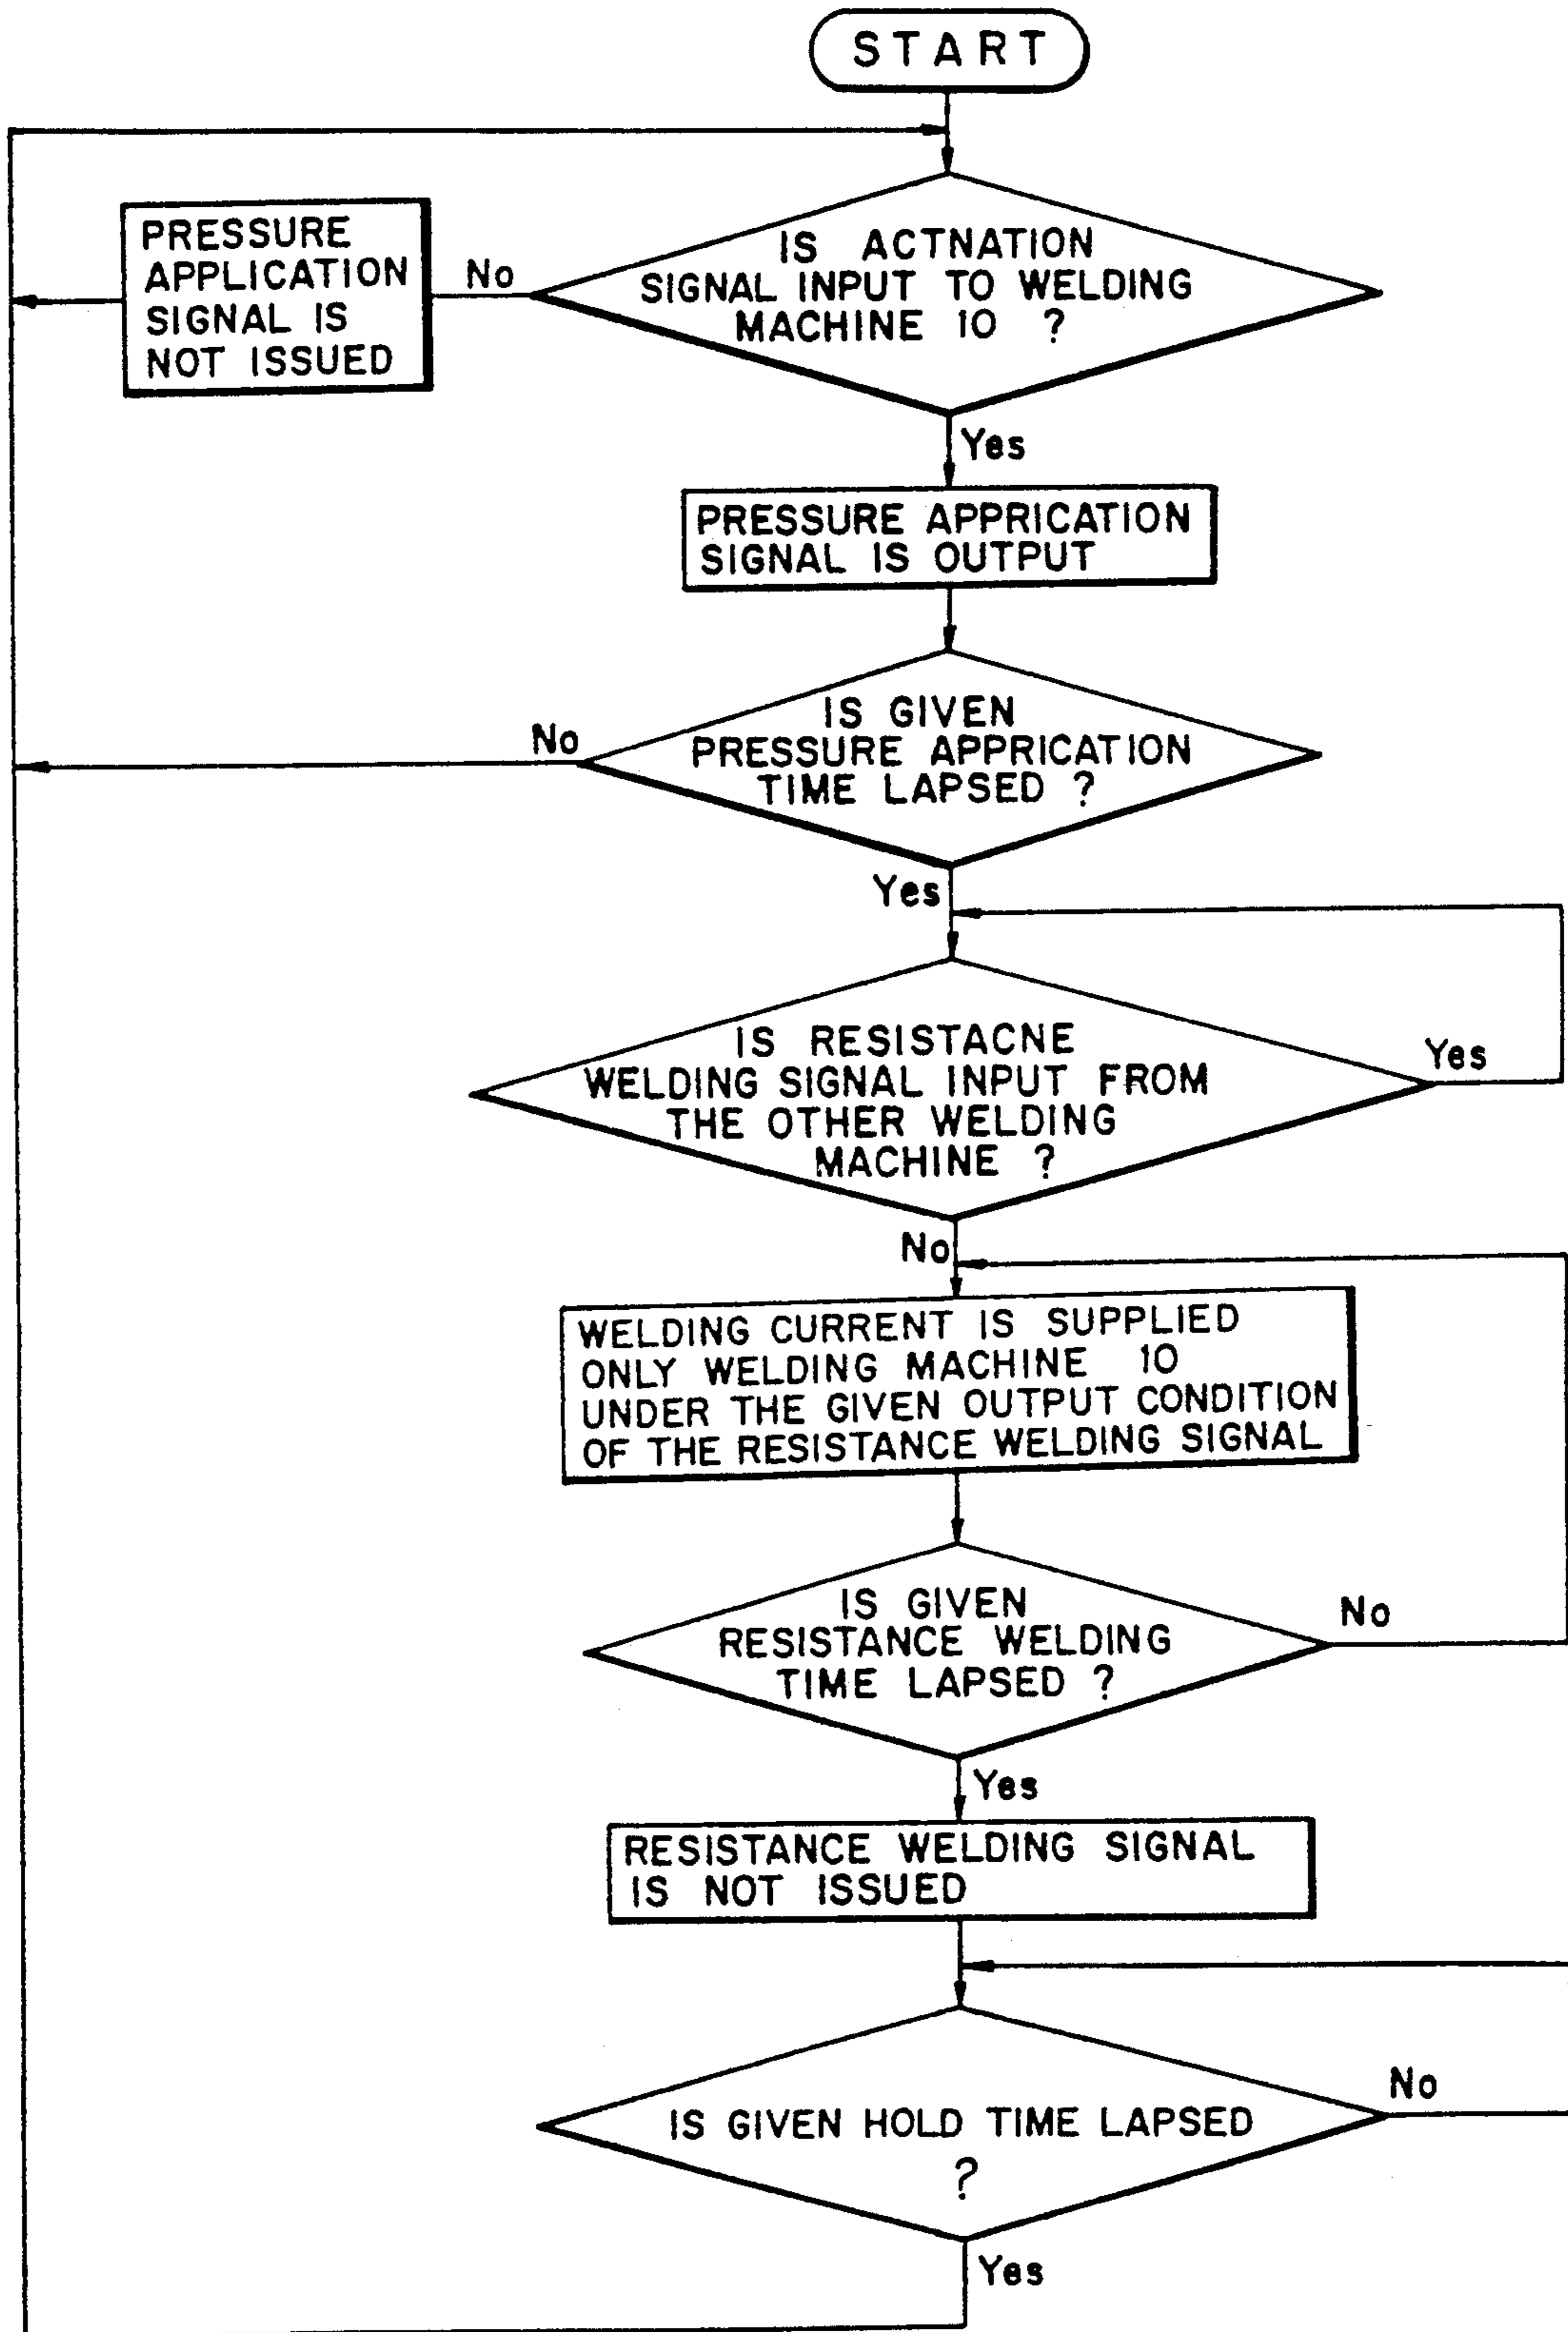 START
IS ACTNATION
SIGNAL INPUT TO WELDING
MACHINE 10 ?
No
PRESSURE
APPLICATION
SIGNAL IS
NOT ISSUED
Yes
PRESSURE APPRICATION
SIGNAL IS OUTPUT
IS GIVEN
PRESSURE APPRICATION
TIME LAPSED ?
No
Yes
IS RESISTACNE
WELDING SIGNAL INPUT FROM
THE OTHER WELDING
MACHINE ?
Yes
No
WELDING CURRENT IS SUPPLIED
ONLY WELDING MACHINE 10
UNDER THE GIVEN OUTPUT CONDITION
OF THE RESISTANCE WELDING SIGNAL
IS GIVEN
RESISTANCE WELDING
TIME LAPSED ?
No
Yes
RESISTANCE WELDING SIGNAL
IS NOT ISSUED
IS GIVEN HOLD TIME LAPSED
?
No
Yes